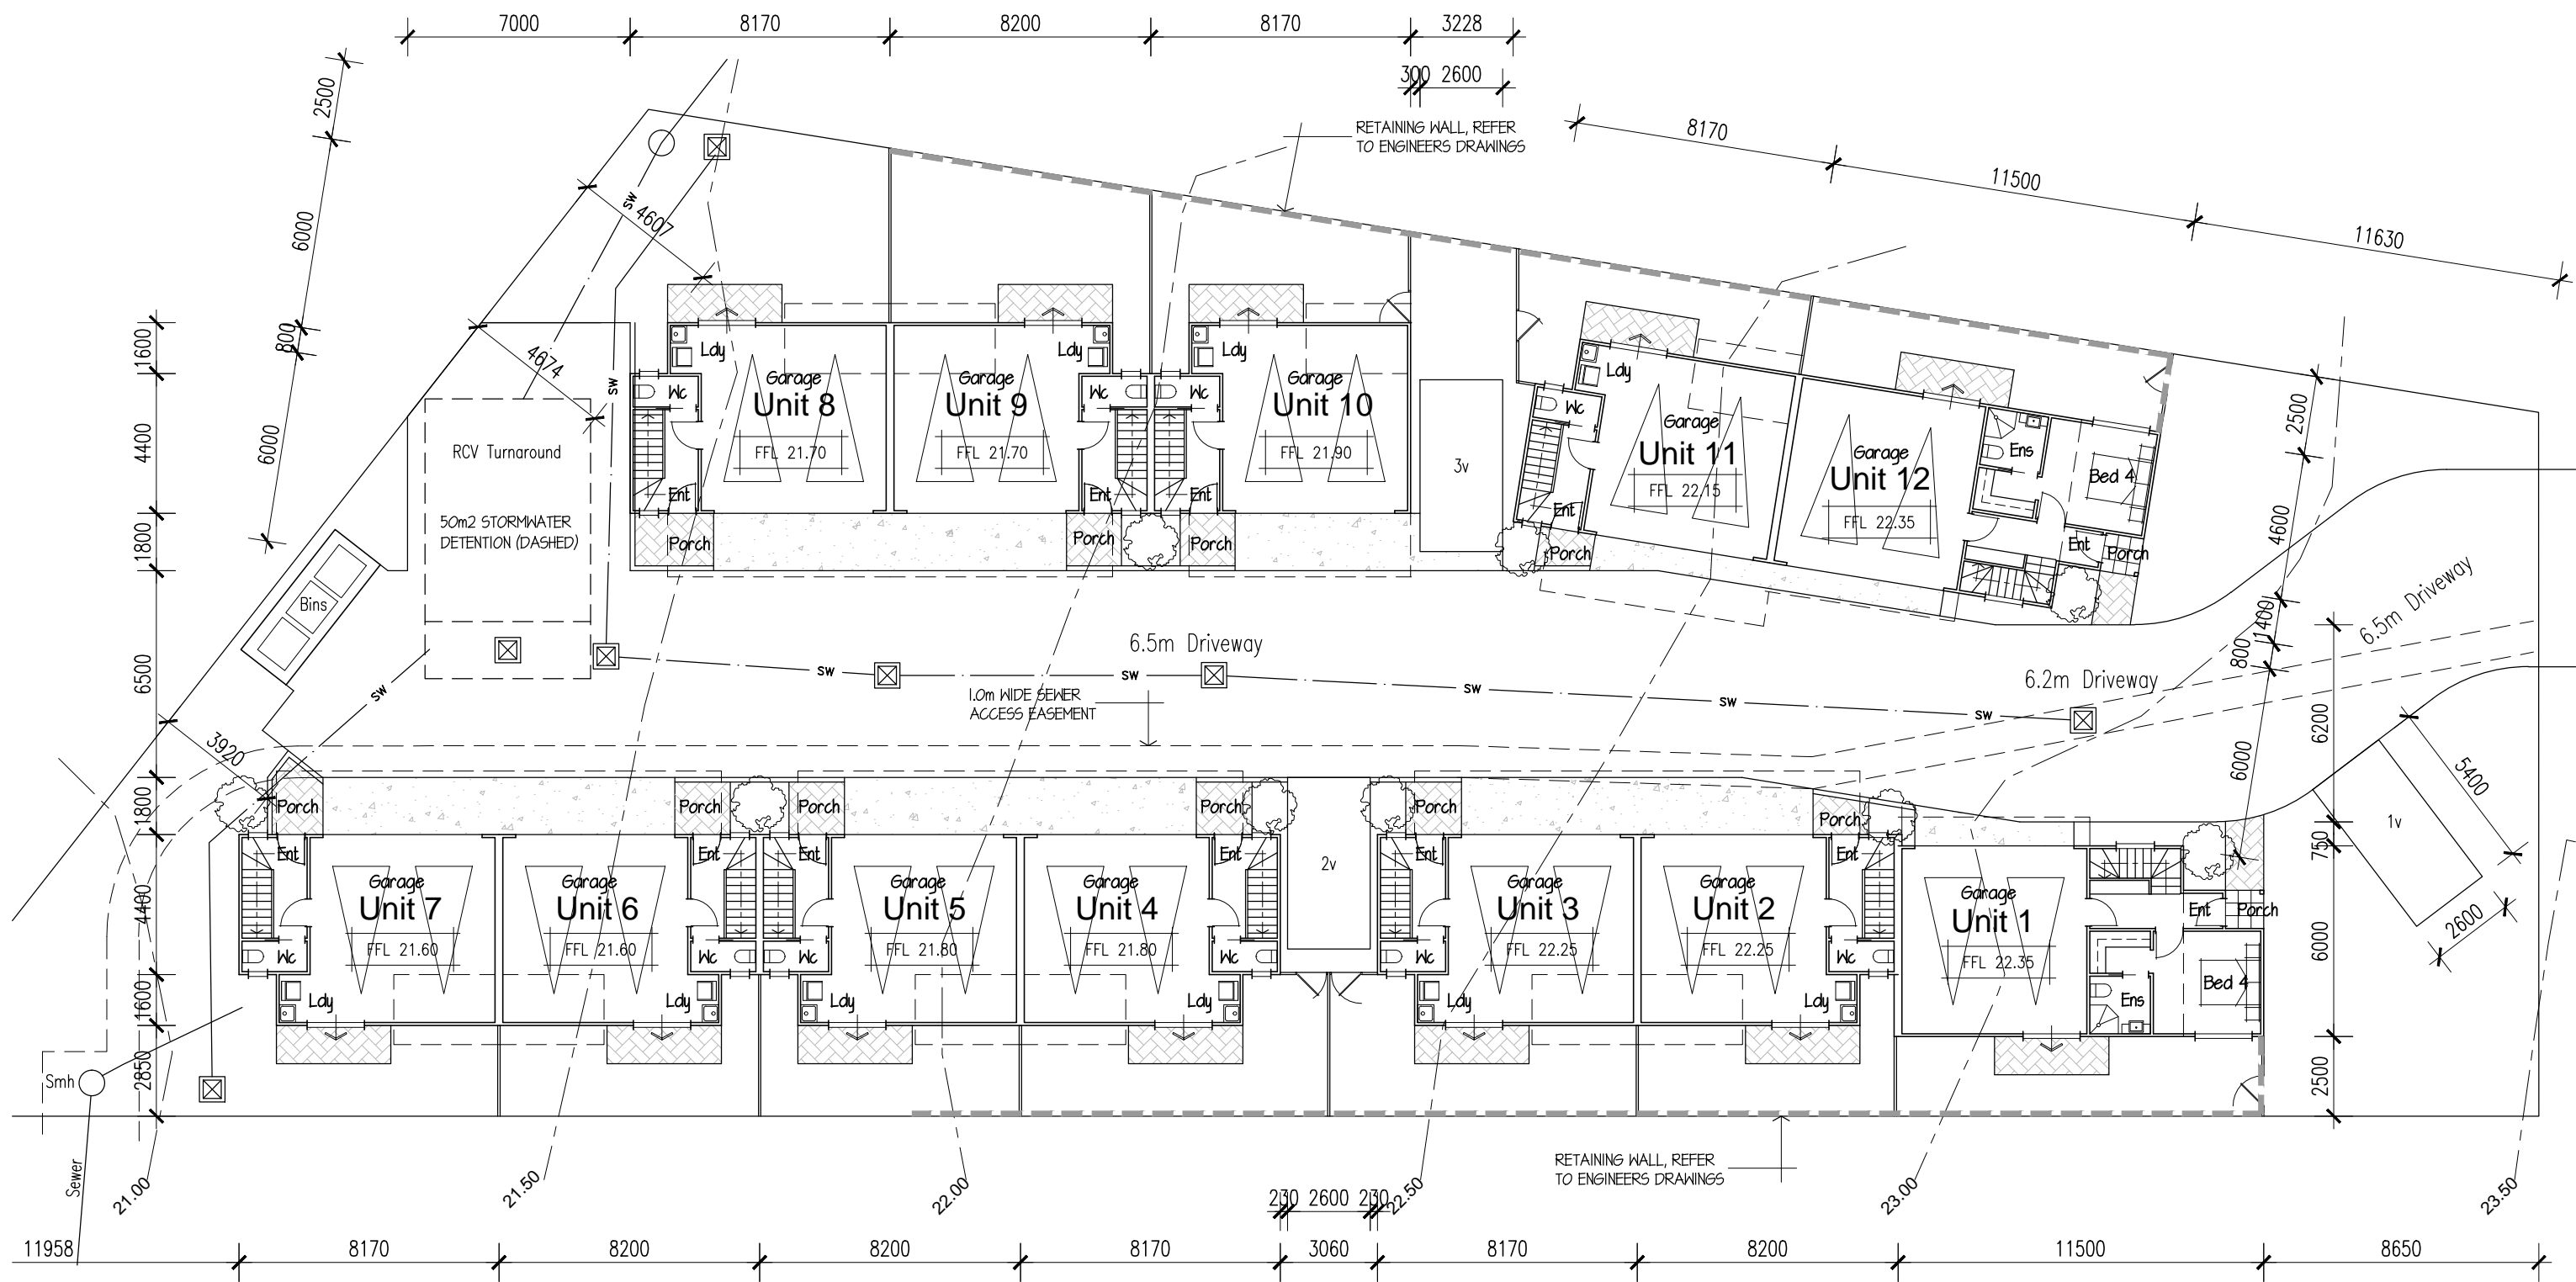 7000
8170
8200
8170
3228
300
2600
2500
6000
800
6000
RETAINING WALL, REFER
TO ENGINEERS DRAWINGS
8170
11500
11630
sw
4607
4674
sw
1600
4400
1800
6500
1800
4400
1600
2850
RCV Turnaround
50m2 STORMWATER
DETENTION (DASHED)
Bins
Ldy
Garage
Unit 8
FFL 21.70
Wc
Ent
Porch
Ldy
Garage
Unit 9
FFL 21.70
Wc
Ent
Porch
Ldy
Garage
Unit 10
FFL 21.90
Wc
Ent
Porch
3v
Ldy
Garage
Unit 11
FFL 22.15
Wc
Ent
Porch
Garage
Unit 12
FFL 22.35
Ens
Bed 4
Ent
Porch
2500
4600
1400
800
6000
6.5m Driveway
6.5m Driveway
6.2m Driveway
sw
sw
sw
sw
sw
sw
1.0m WIDE SEWER
ACCESS EASEMENT
3920
6200
750
6000
2500
5400
1v
2600
Porch
Ent
Garage
Unit 7
FFL 21.60
Wc
Ldy
Porch
Ent
Garage
Unit 6
FFL 21.60
Wc
Ldy
Porch
Ent
Garage
Unit 5
FFL 21.80
Wc
Ldy
Porch
Ent
Garage
Unit 4
FFL 21.80
Wc
Ldy
2v
Porch
Ent
Garage
Unit 3
FFL 22.25
Wc
Ldy
Porch
Ent
Garage
Unit 2
FFL 22.25
Wc
Ldy
Garage
Unit 1
FFL 22.35
Ent
Porch
Ens
Bed 4
Smh
Sewer
RETAINING WALL, REFER
TO ENGINEERS DRAWINGS
21.00
21.50
22.00
22.50
23.00
23.50
230
2600
230
11958
8170
8200
8200
8170
3060
8170
8200
11500
8650